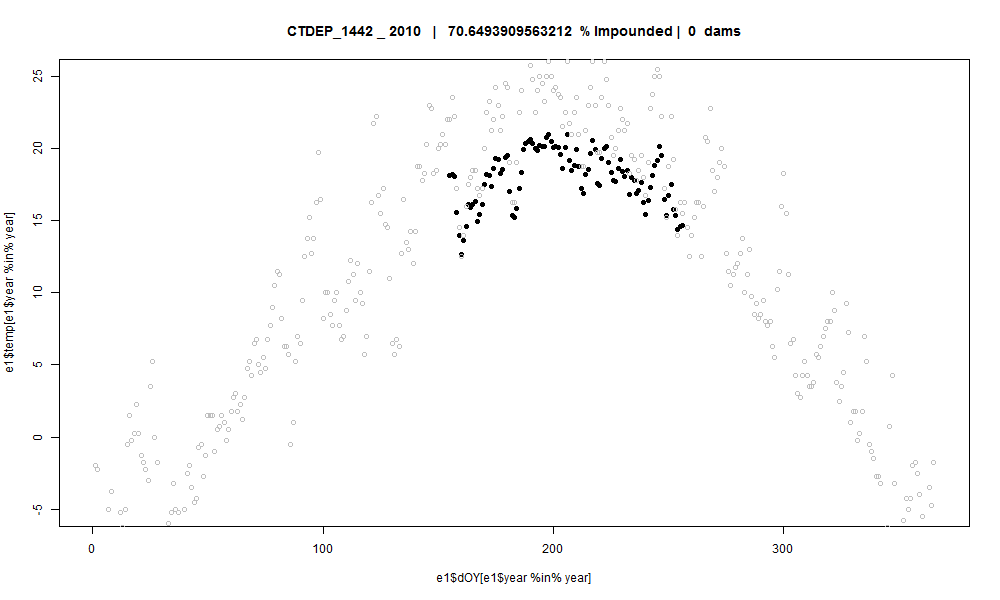 CTDEP_1442 _ 2010 | 70.6493909563212 % Impounded | 0 dams
e1$temp[e1$year %in% year]
25
20
15
10
5
0
-5
0 100 200 300
e1$dOY[e1$year %in% year]